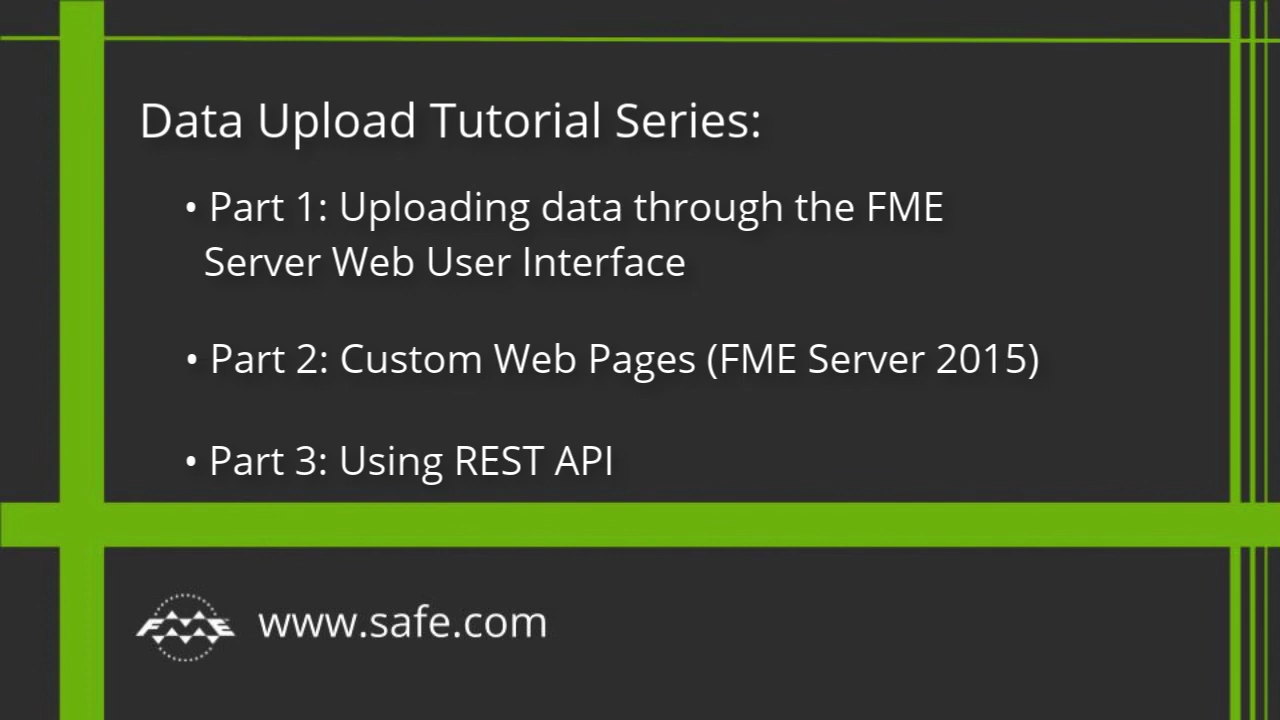 Data Upload Tutorial Series:
• Part 1: Uploading data through the FME
Server Web User Interface
• Part 2: Custom Web Pages (FME Server 2015)
• Part 3: Using REST API
FME
www.safe.com